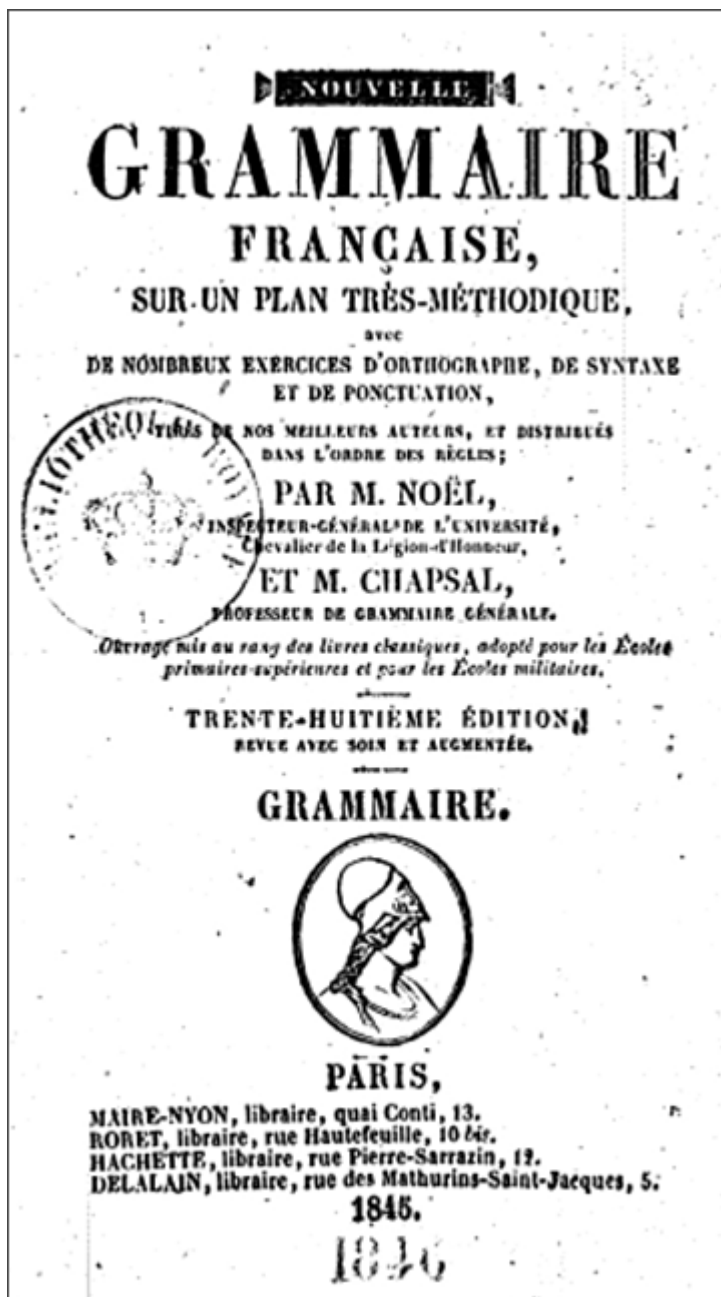 NOUVELLE
GRAMMAIRE
FRANÇAISE,
SUR UN PLAN TRÈS-MÉTHODIQUE,
avec
DE NOMBREUX EXERCICES D'ORTHOGRAPHE, DE SYNTAXE
ET DE PONCTUATION,
TIRÉS DE NOS MEILLEURS AUTEURS, ET DISTRIBUÉS
DANS L'ORDRE DES RÈGLES;
PAR M. NOËL,
INSPECTEUR-GÉNÉRAL DE L'UNIVERSITÉ,
Chevalier de la Légion-d'Honneur,
ET M. CHAPSAL,
PROFESSEUR DE GRAMMAIRE GÉNÉRALE.
Ouvrage mis au rang des livres classiques, adopté pour les Écoles
primaires-supérieures et pour les Écoles militaires.
TRENTE-HUITIÈME ÉDITION,
REVUE AVEC SOIN ET AUGMENTÉE.
GRAMMAIRE.
PARIS,
MAIRE-NYON, libraire, quai Conti, 13.
RORET, libraire, rue Hautefeuille, 10 bis.
HACHETTE, libraire, rue Pierre-Sarrazin, 12.
DELALAIN, libraire, rue des Mathurins-Saint-Jacques, 5.
1845.
1846